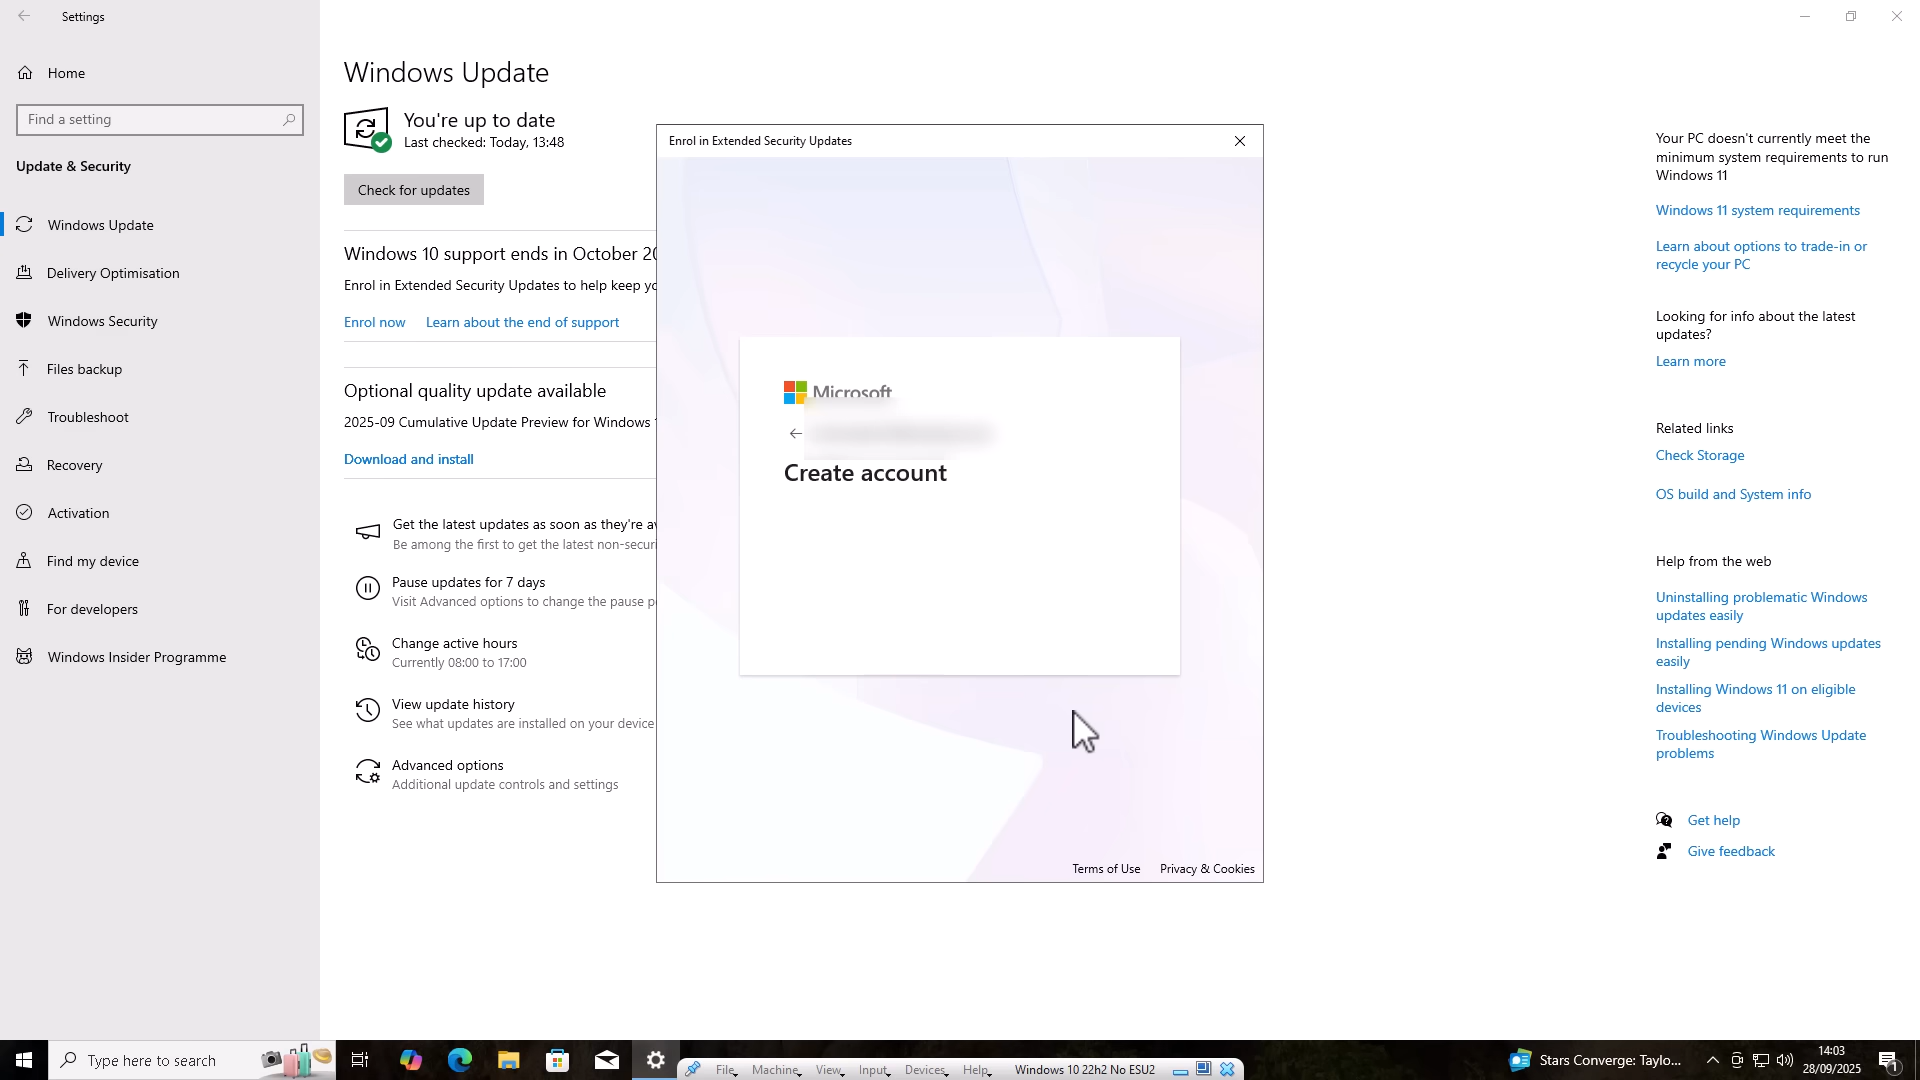 Settings
Home
Find a setting
Update & Security
Windows Update
Delivery Optimisation
Windows Security
Files backup
Troubleshoot
Recovery
Activation
Find my device
For developers
Windows Insider Programme
Windows Update
You're up to date
Last checked: Today, 13:48
Check for updates
Windows 10 support ends in October 20
Enrol in Extended Security Updates to help keep yo
Enrol now Learn about the end of support
Optional quality update available
2025-09 Cumulative Update Preview for Windows
Download and install
Get the latest updates as soon as they're av
Be among the first to get the latest non-securi
Pause updates for 7 days
Visit Advanced options to change the pause p
Change active hours
Currently 08:00 to 17:00
View update history
See what updates are installed on your device
Advanced options
Additional update controls and settings
Enrol in Extended Security Updates
Microsoft
Create account
Terms of Use Privacy & Cookies
Your PC doesn't currently meet the
minimum system requirements to run
Windows 11
Windows 11 system requirements
Learn about options to trade-in or
recycle your PC
Looking for info about the latest
updates?
Learn more
Related links
Check Storage
OS build and System info
Help from the web
Uninstalling problematic Windows
updates easily
Installing pending Windows updates
easily
Installing Windows 11 on eligible
devices
Troubleshooting Windows Update
problems
Get help
Give feedback
Type here to search
File Machine View Input Devices Help Windows 10 22h2 No ESU2
Stars Converge: Taylo...
14:03
28/09/2025
1